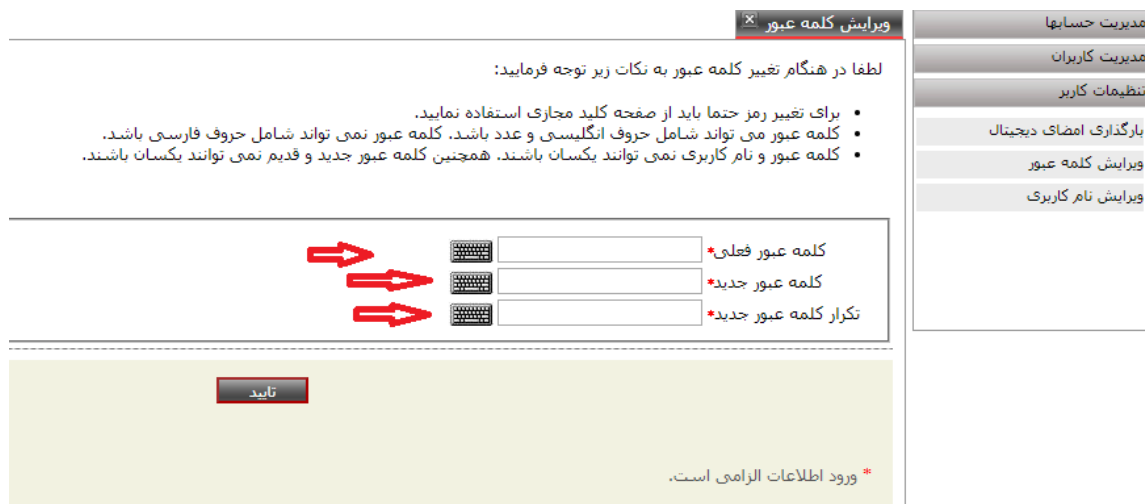 مدیریت حسابها
مدیریت کاربران
تنظیمات کاربر
بارگذاری امضای دیجیتال
ویرایش کلمه عبور
ویرایش نام کاربری
ویرایش کلمه عبور
لطفا در هنگام تغییر کلمه عبور به نکات زیر توجه فرمایید:
برای تغییر رمز حتما باید از صفحه کلید مجازی استفاده نمایید.
کلمه عبور می تواند شامل حروف انگلیسی و عدد باشد. کلمه عبور نمی تواند شامل حروف فارسی باشد.
کلمه عبور و نام کاربری نمی توانند یکسان باشند. همچنین کلمه عبور جدید و قدیم نمی توانند یکسان باشند.
کلمه عبور فعلی*
کلمه عبور جدید*
تکرار کلمه عبور جدید*
تایید
* ورود اطلاعات الزامی است.